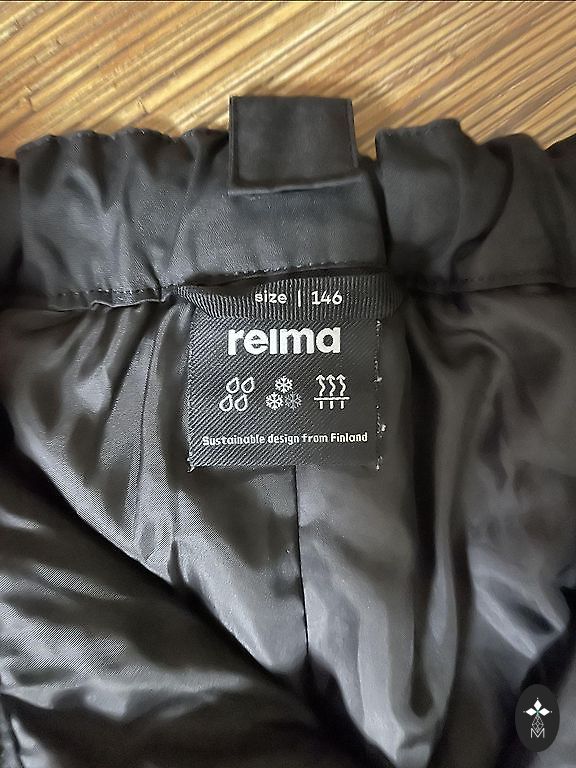 size | 146
reima
Sustainable design from Finland
M